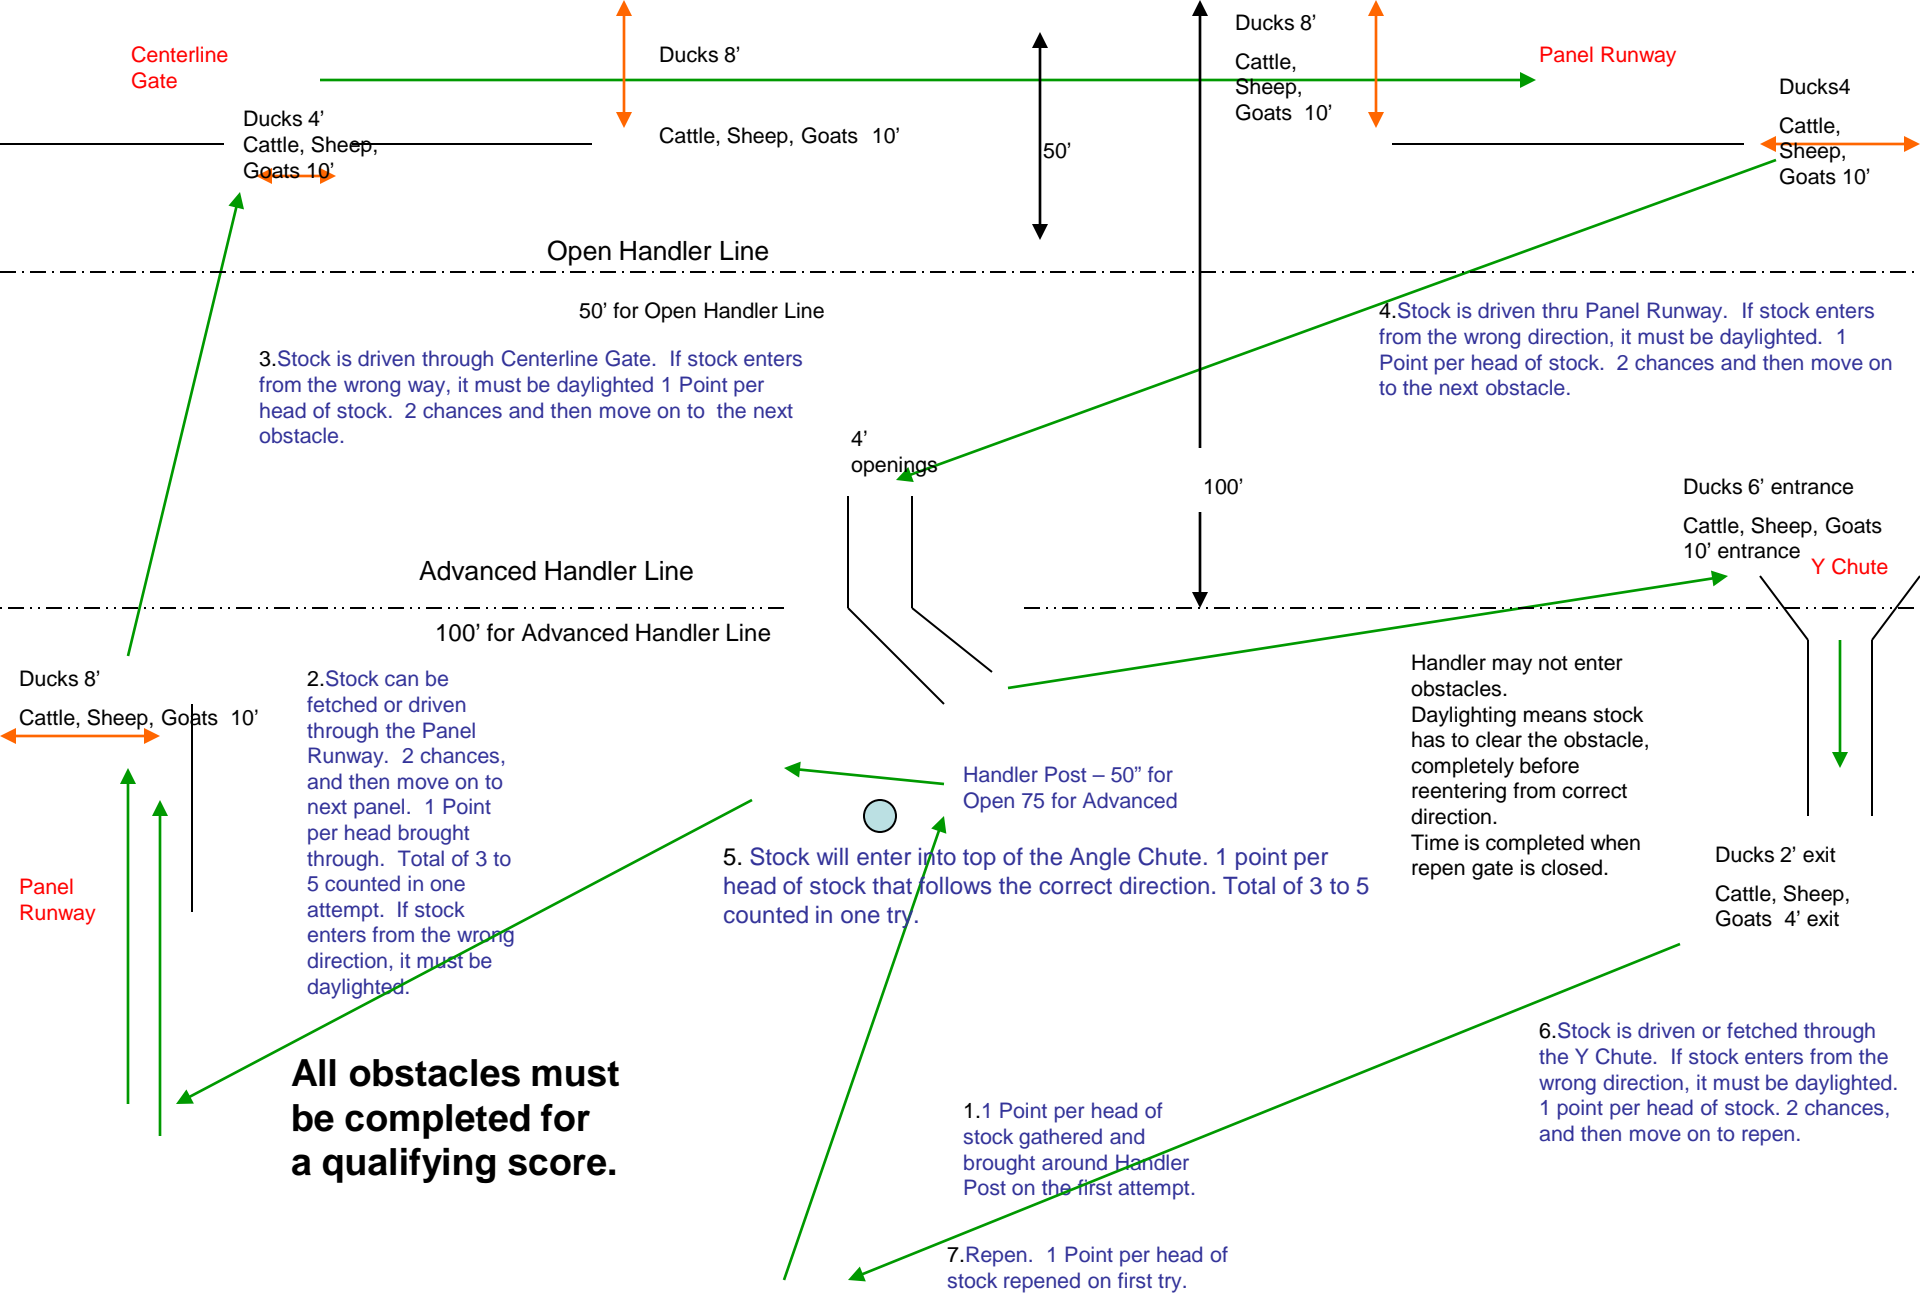 Centerline
Gate
Ducks 8’
Ducks 8’
Cattle,
Sheep,
Goats  10’
Panel Runway
Ducks4
Cattle,
Sheep,
Goats 10’
Ducks 4’
Cattle, Sheep,
Goats 10’
Cattle, Sheep, Goats  10’
50’
Open Handler Line
50’ for Open Handler Line
3.Stock is driven through Centerline Gate.  If stock enters
from the wrong way, it must be daylighted 1 Point per
head of stock.  2 chances and then move on to  the next
obstacle.
4.Stock is driven thru Panel Runway.  If stock enters
from the wrong direction, it must be daylighted.  1
Point per head of stock.  2 chances and then move on
to the next obstacle.
4’
openings
100’
Ducks 6’ entrance
Cattle, Sheep, Goats
10’ entrance
Y Chute
Advanced Handler Line
100’ for Advanced Handler Line
Ducks 8’
Cattle, Sheep, Goats  10’
Panel
Runway
2.Stock can be
fetched or driven
through the Panel
Runway.  2 chances,
and then move on to
next panel.  1 Point
per head brought
through.  Total of 3 to
5 counted in one
attempt.  If stock
enters from the wrong
direction, it must be
daylighted.
Handler Post – 50” for
Open 75 for Advanced
5. Stock will enter into top of the Angle Chute. 1 point per
head of stock that follows the correct direction. Total of 3 to 5
counted in one try.
Handler may not enter
obstacles.
Daylighting means stock
has to clear the obstacle,
completely before
reentering from correct
direction.
Time is completed when
repen gate is closed.
Ducks 2’ exit
Cattle, Sheep,
Goats  4’ exit
All obstacles must
be completed for
a qualifying score.
1.1 Point per head of
stock gathered and
brought around Handler
Post on the first attempt.
6.Stock is driven or fetched through
the Y Chute.  If stock enters from the
wrong direction, it must be daylighted.
1 point per head of stock. 2 chances,
and then move on to repen.
7.Repen.  1 Point per head of
stock repened on first try.